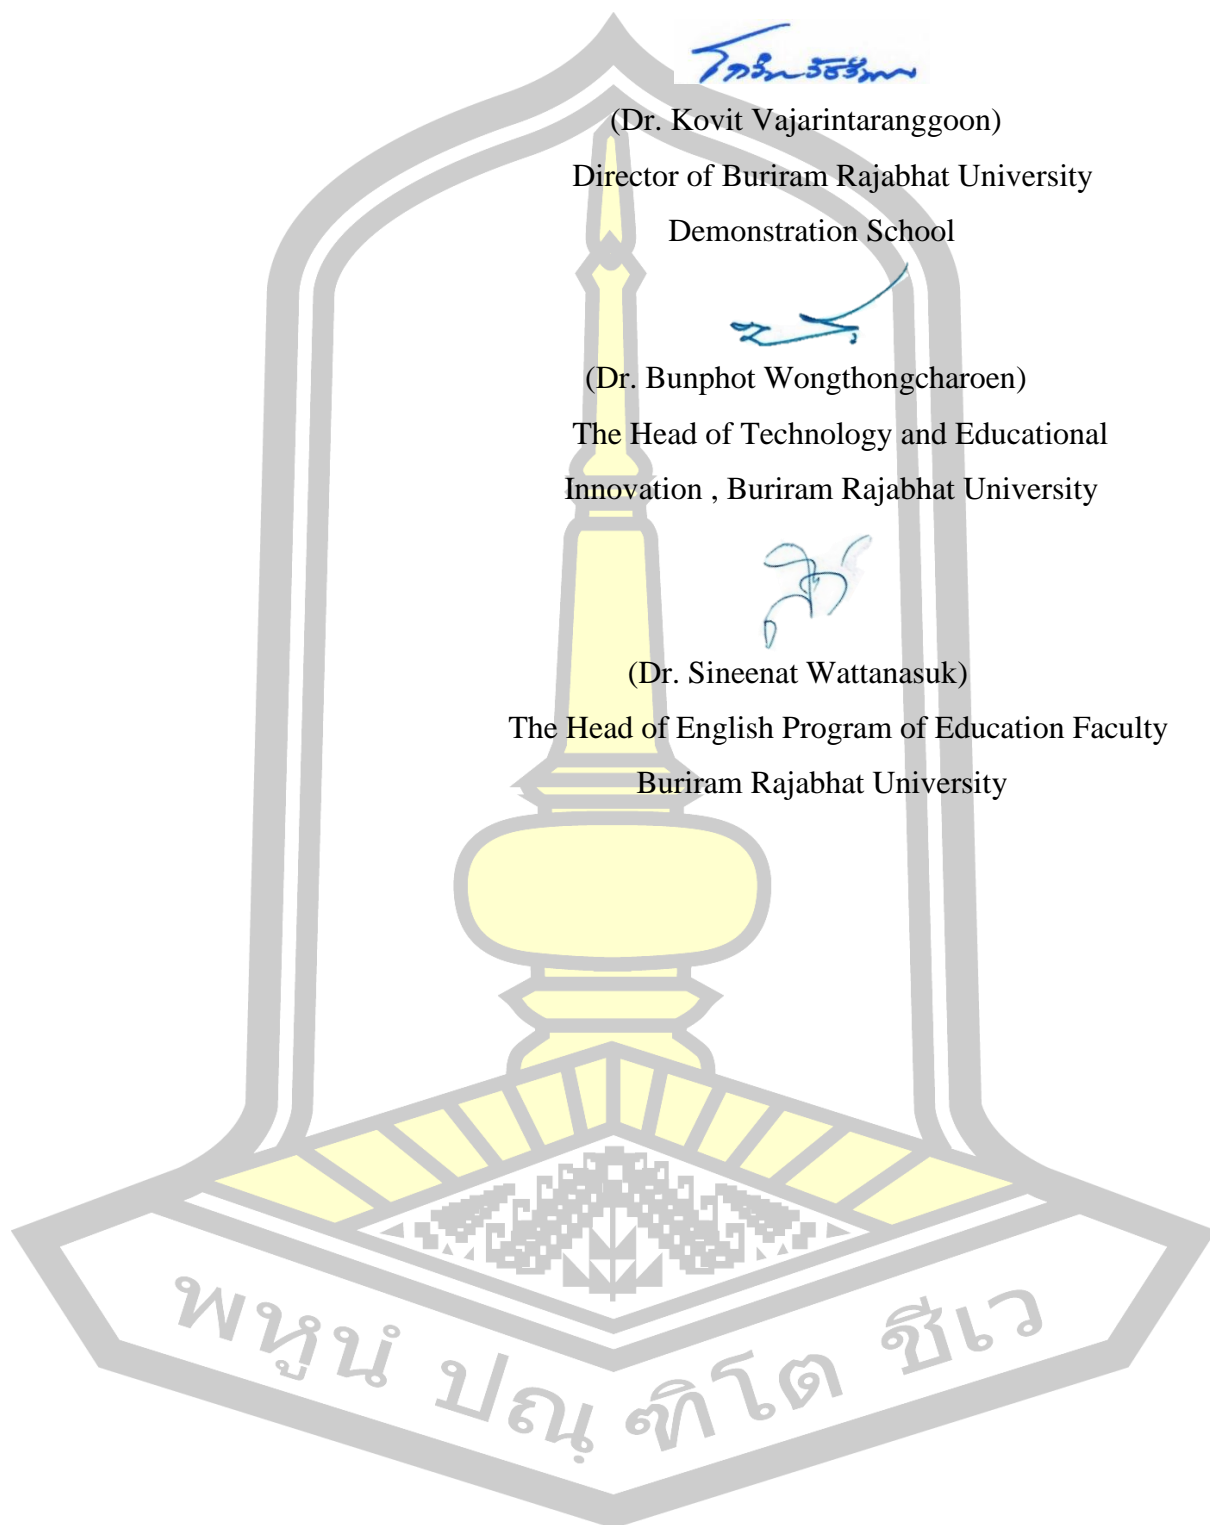 (Dr. Kovit Vajarintaranggoon)
Director of Buriram Rajabhat University
Demonstration School
(Dr. Bunphot Wongthongcharoen)
The Head of Technology and Educational
Innovation , Buriram Rajabhat University
(Dr. Sineenat Wattanasuk)
The Head of English Program of Education Faculty
Buriram Rajabhat University
พหูนํ ปณฺ ฑิโต ชีเว